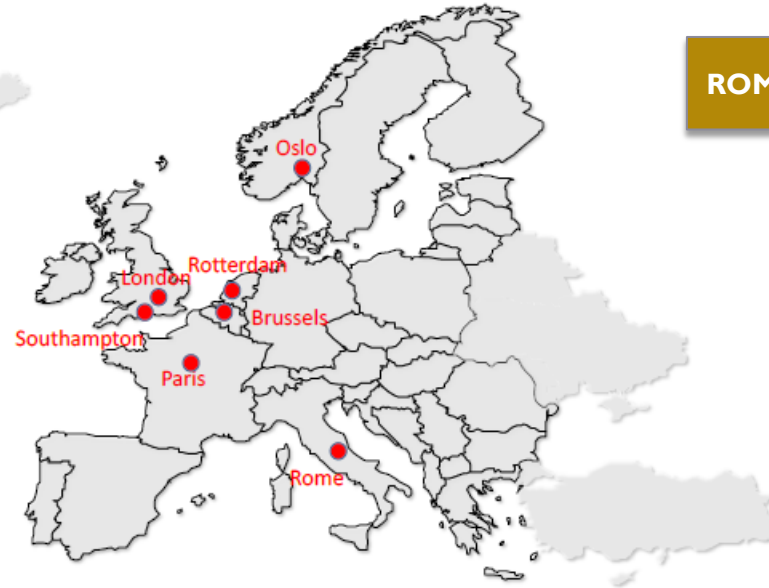 ROM
Oslo
Rotterdam
London
Brussels
Southampton
Paris
Rome